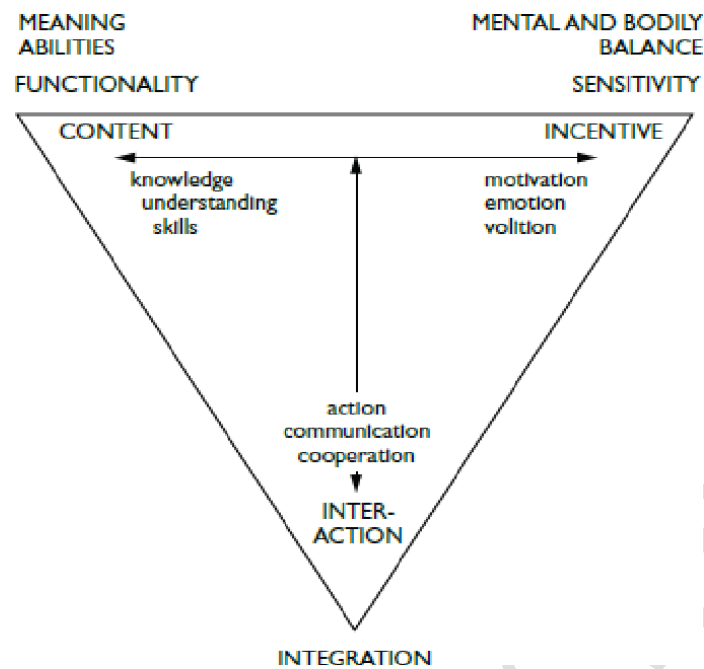 MEANING
ABILITIES
MENTAL AND BODILY
BALANCE
FUNCTIONALITY
SENSITIVITY
CONTENT
INCENTIVE
knowledge
understanding
skills
motivation
emotion
volition
action
communication
cooperation
INTER-
ACTION
INTEGRATION